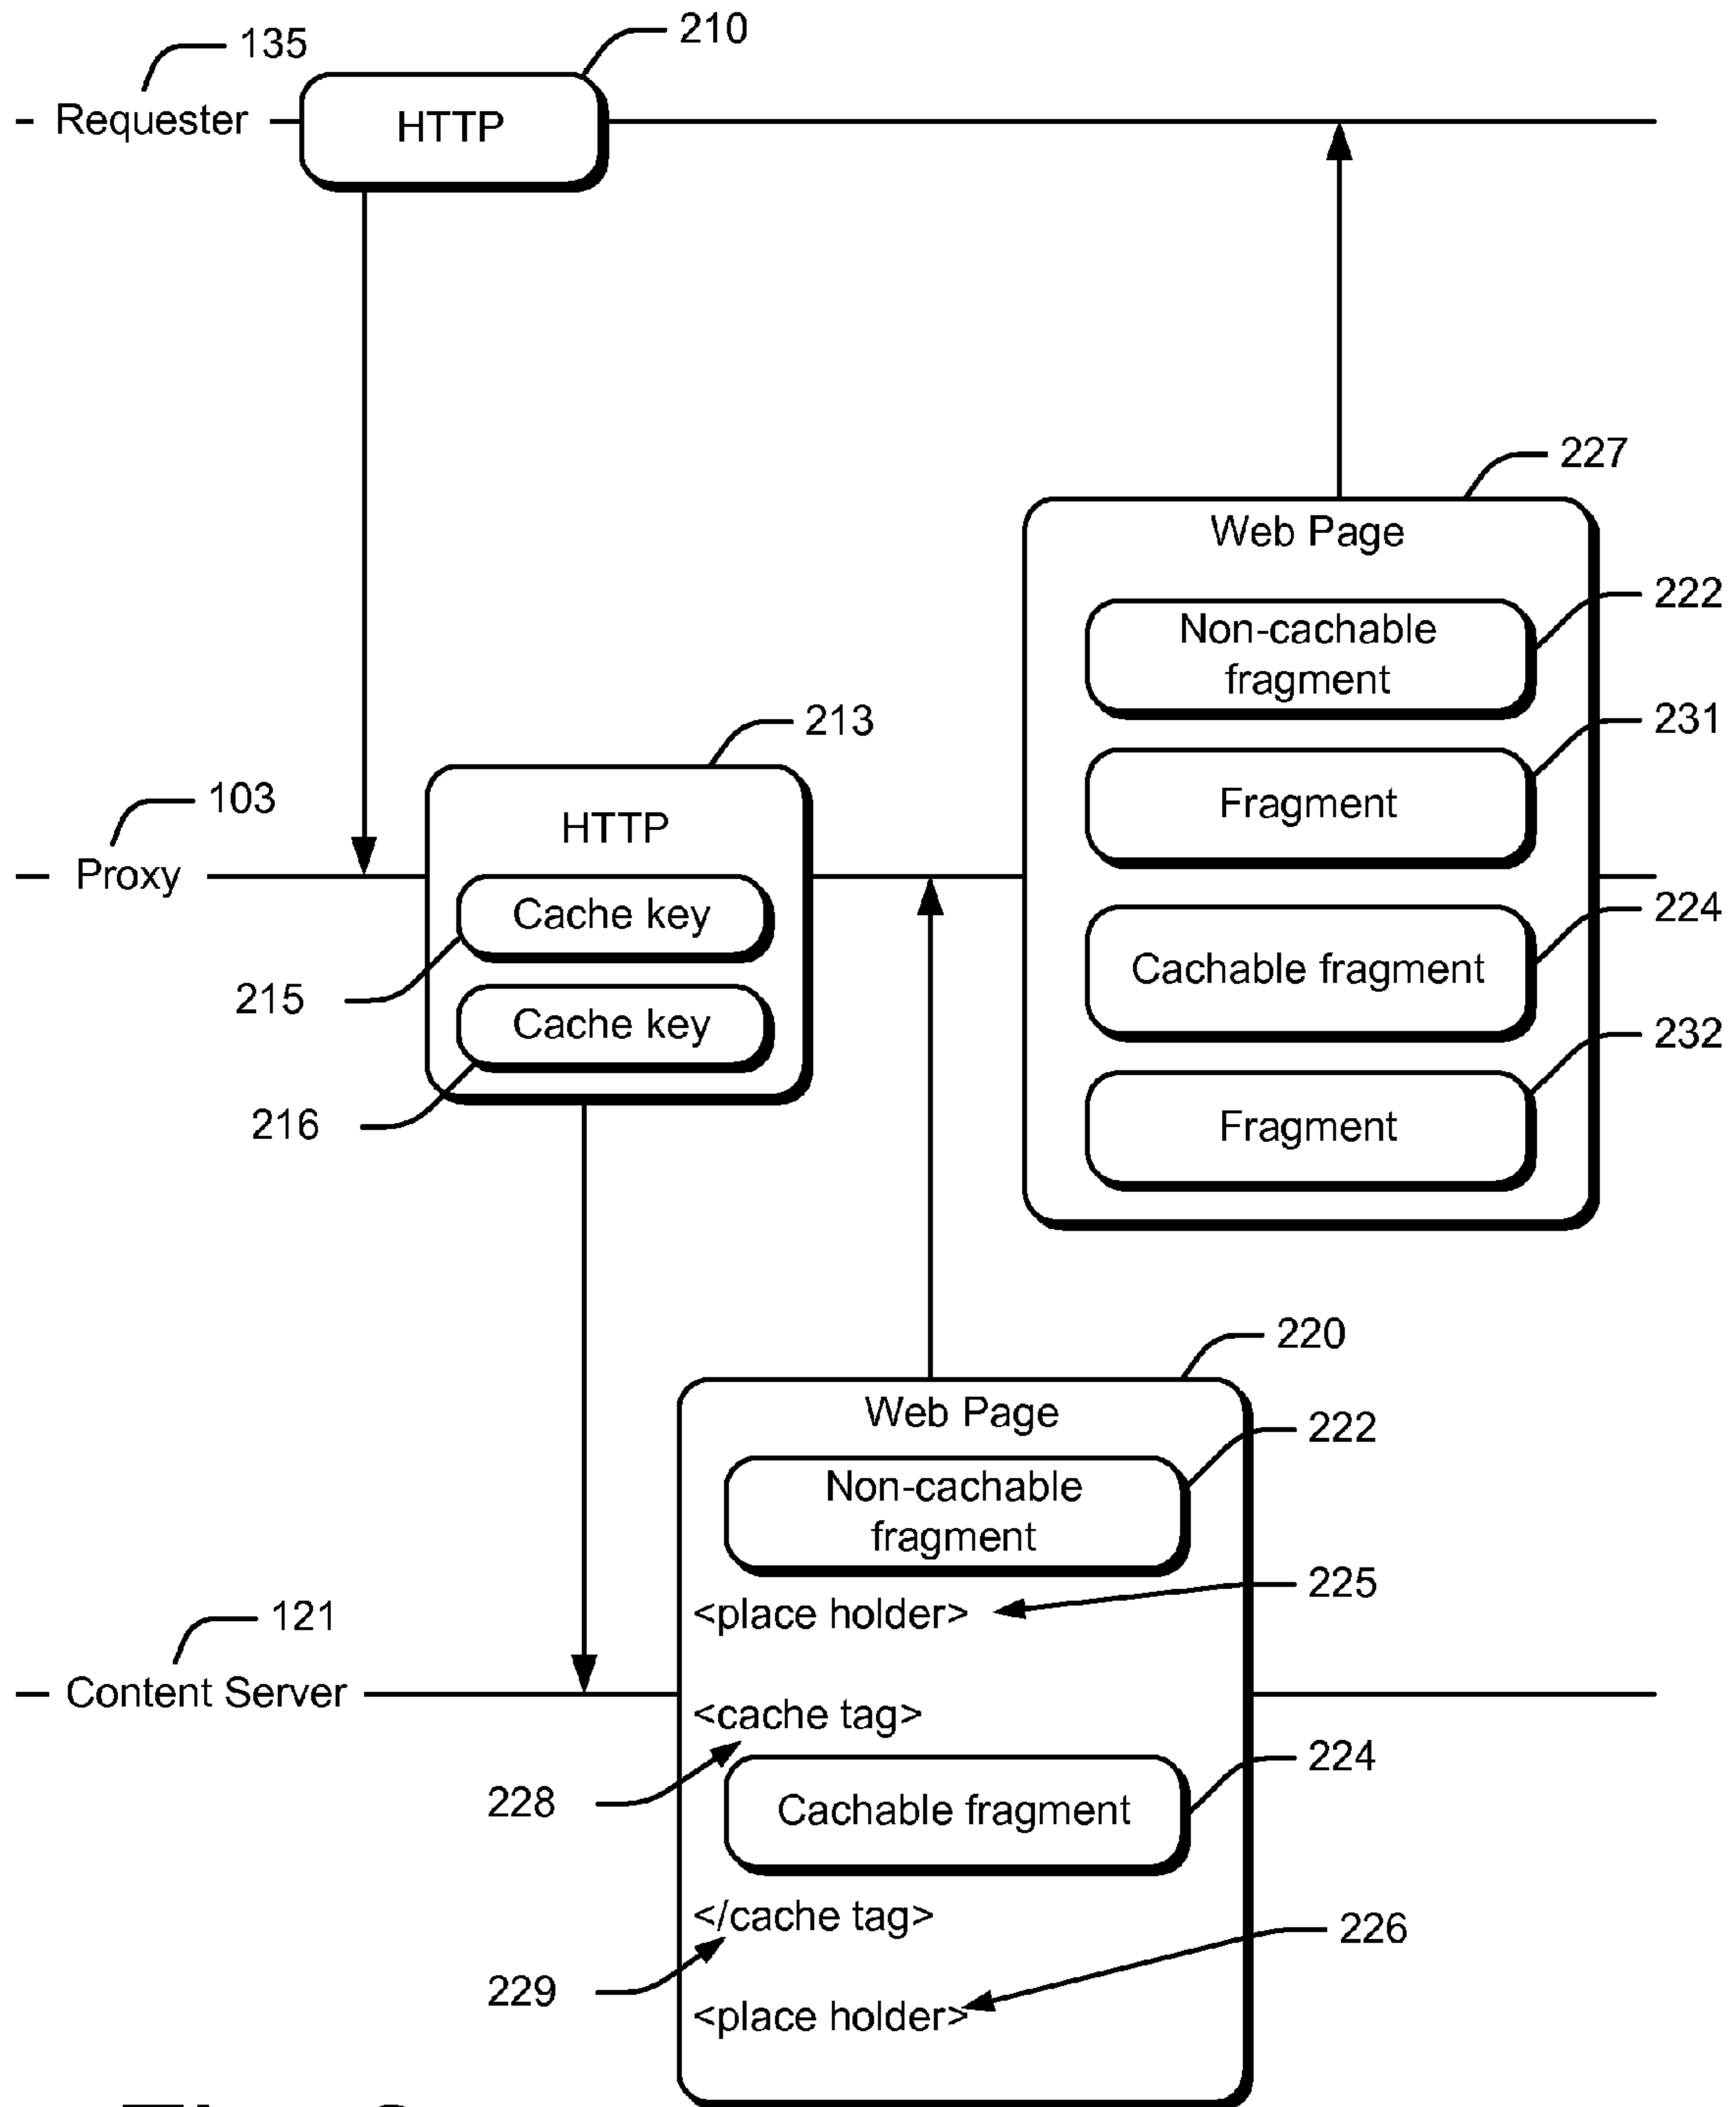 135
210
Requester
HTTP
227
Web Page
222
Non-cachable
fragment
231
213
103
Fragment
HTTP
Proxy
224
Cache key
Cachable fragment
215
Cache key
232
216
Fragment
220
Web Page
222
Non-cachable
fragment
225
<place holder>
121
Content Server
<cache tag>
224
228
Cachable fragment
</cache tag>
226
229
<place holder>